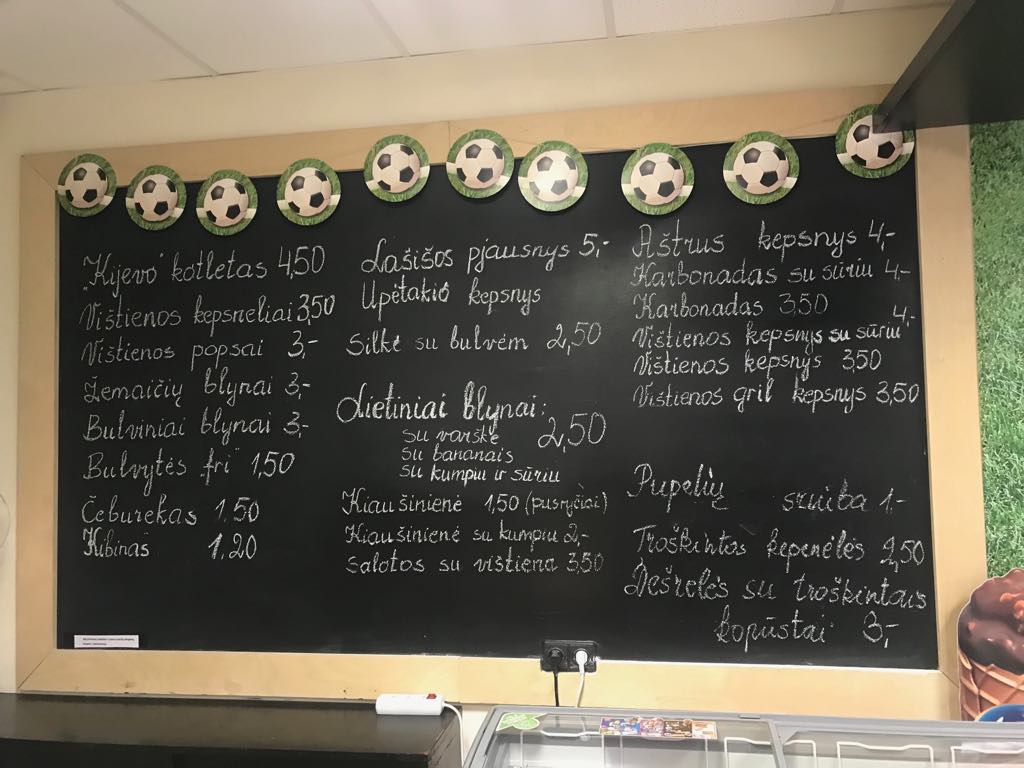 „Kijevo" kotletas 4,50
Vištienos kepsneliai 3,50
Vištienos popsai 3,-
Žemaičių blynai 3,-
Bulviniai blynai 3,-
Bulvytės fri 1,50
Čeburekas 1.50
Kibinas 1.20
Lašišos pjausnys 5,-
Upėtakio kepsnys
Silkė su bulvėm 2,50
Lietiniai blynai:
su varške 2,50
su bananais
su kumpiu ir sūriu
Kiaušinienė 1,50 (pusryčiai)
Kiaušinienė su kumpiu 2,-
Salotos su vištiena 3,50
Aštrus kepsnys 4,-
Karbonadas su sūriu 4,-
Karbonadas 3,50
Vištienos kepsnys su sūriu 4,-
Vištienos kepsnys 3,50
Vištienos gril kepsnys 3,50
Pupelių sriuba 1.-
Troškintos kepenėlės 2,50
Dešrelės su troškintais
kopūstai 3,-